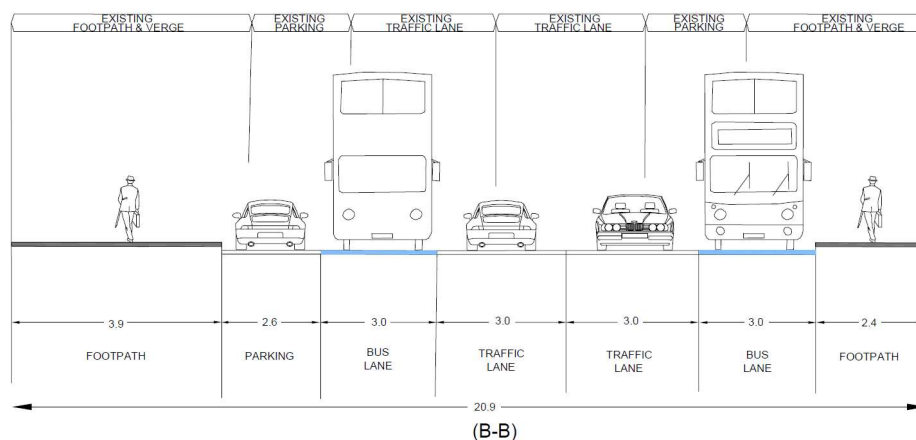 EXISTING
FOOTPATH & VERGE
EXISTING
PARKING
EXISTING
TRAFFIC LANE
EXISTING
TRAFFIC LANE
EXISTING
PARKING
EXISTING
FOOTPATH & VERGE
3.9
2.6
3.0
3.0
3.0
3.0
2.4
FOOTPATH
PARKING
BUS
LANE
TRAFFIC
LANE
TRAFFIC
LANE
BUS
LANE
FOOTPATH
20.9
(B-B)